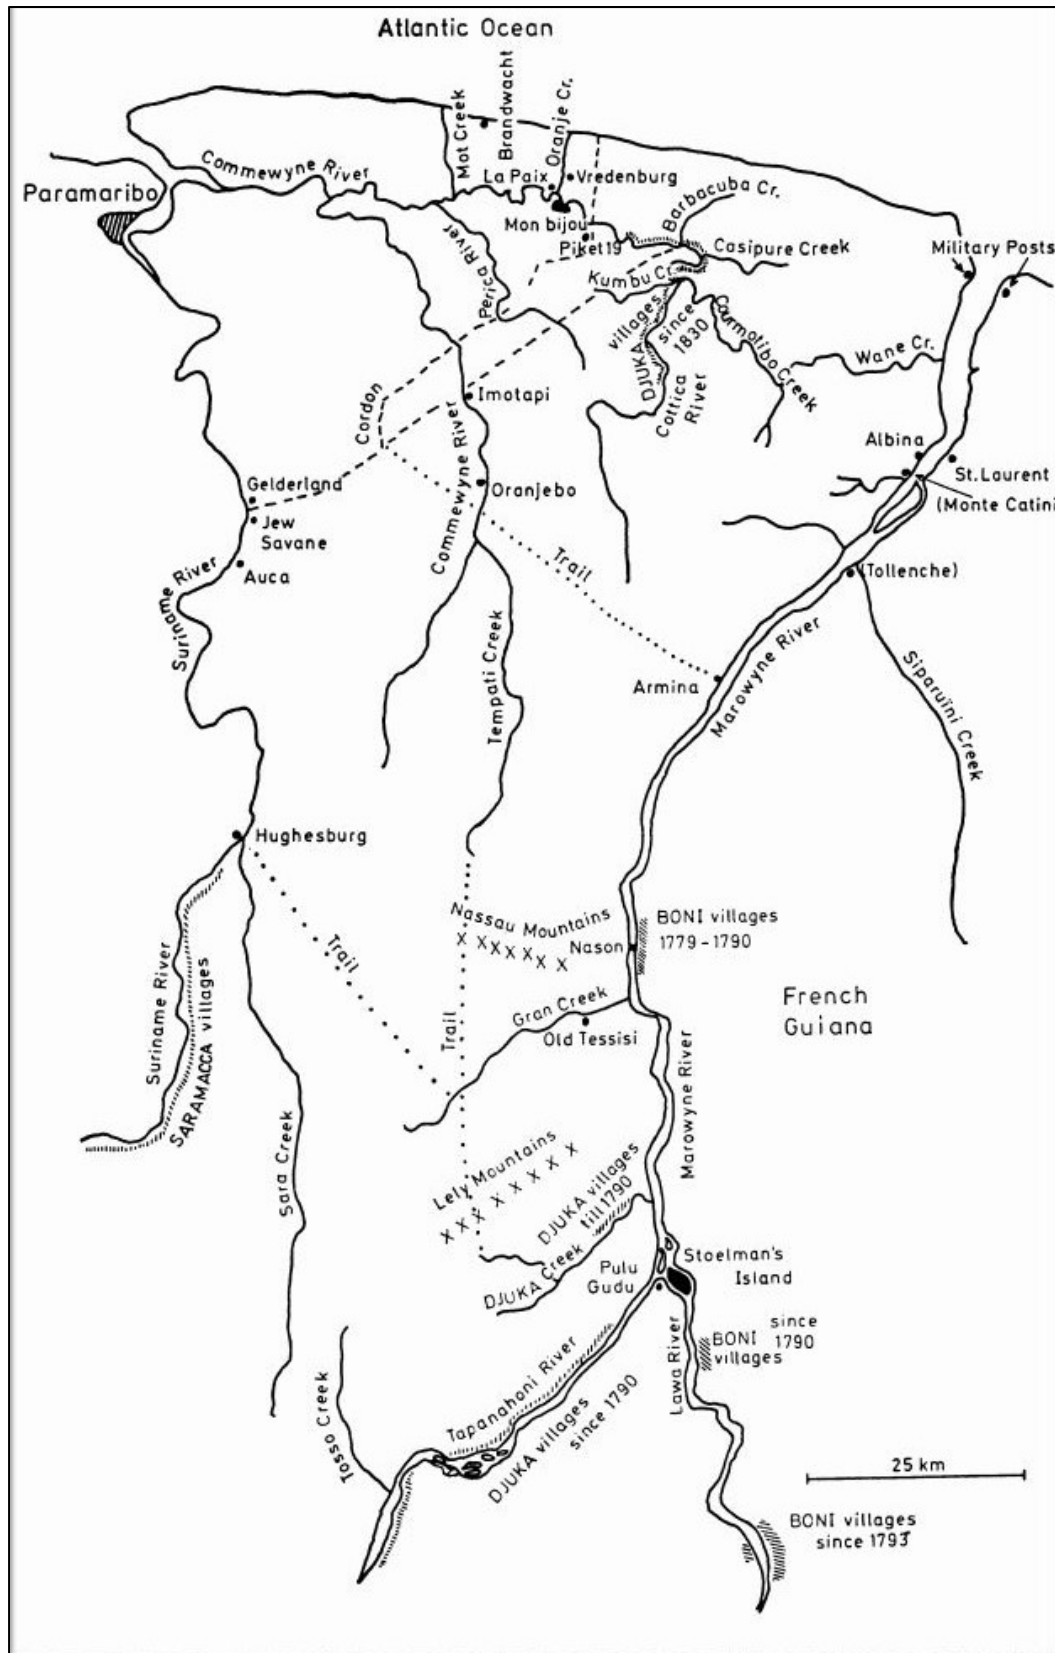 Atlantic Ocean
Mot Creek
Brandwacht
Oranje Cr.
Commewyne River
La Paix
Vredenburg
Paramaribo
Barbacuba Cr.
Mon bijou
Piket 19
Casipure Creek
Military Posts
Perica River
Kumbu Cr.
DJUKA villages
since
1830
Courmotibo Creek
Wane Cr.
Cottica
River
Cordon
Imotapi
Commewyne River
Albina
St. Laurent
(Monte Catini
Gelderland
Jew
Savane
Oranjebo
Auca
Suriname River
Trail
(Tollenche)
Tempati Creek
Armina
Marowyne River
Siparuïni Creek
Hughesburg
Nassau Mountains
Nason
BONI villages
1779-1790
Trail
Suriname River
SARAMACCA villages
Trail
Gran Creek
Old Tessisi
French
Guiana
Marowyne River
Sara Creek
Lely Mountains
DJUKA villages
till 1790
DJUKA Creek
Pulu
Gudu
Stoelman's
Island
BONI since
villages 1790
Lawa River
Tapanahoni River
DJUKA villages
since 1790
Tosso Creek
25 km
BONI villages
since 1793